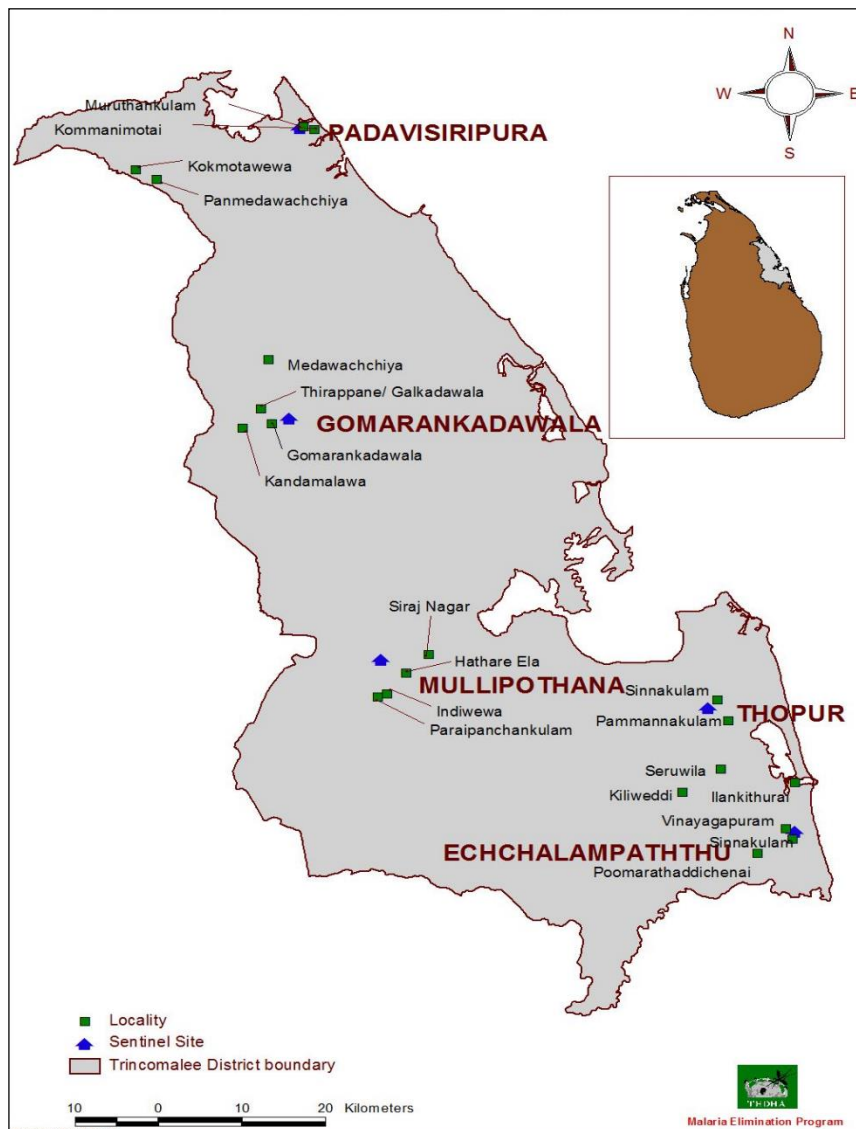 N
W E
S
Muruthankulam
Kommanimotai
PADAVISIRIPURA
Kokmotawewa
Panmedawachchiya
Medawachchiya
Thirappane/ Galkadawala
GOMARANKADAWALA
Gomarankadawala
Kandamalawa
Siraj Nagar
Hathare Ela
MULLIPOTHANA
Indiwewa
Paraipanchankulam
Sinnakulam
THOPUR
Pammannakulam
Seruwila
Kiliweddi
Ilankithurai
Vinayagapuram
Sinnakulam
ECHCHALAMPATHTHU
Poomarathaddichenai
Locality
Sentinel Site
Trincomalee District boundary
10 0 10 20 Kilometers
TEDHA
Malaria Elimination Program